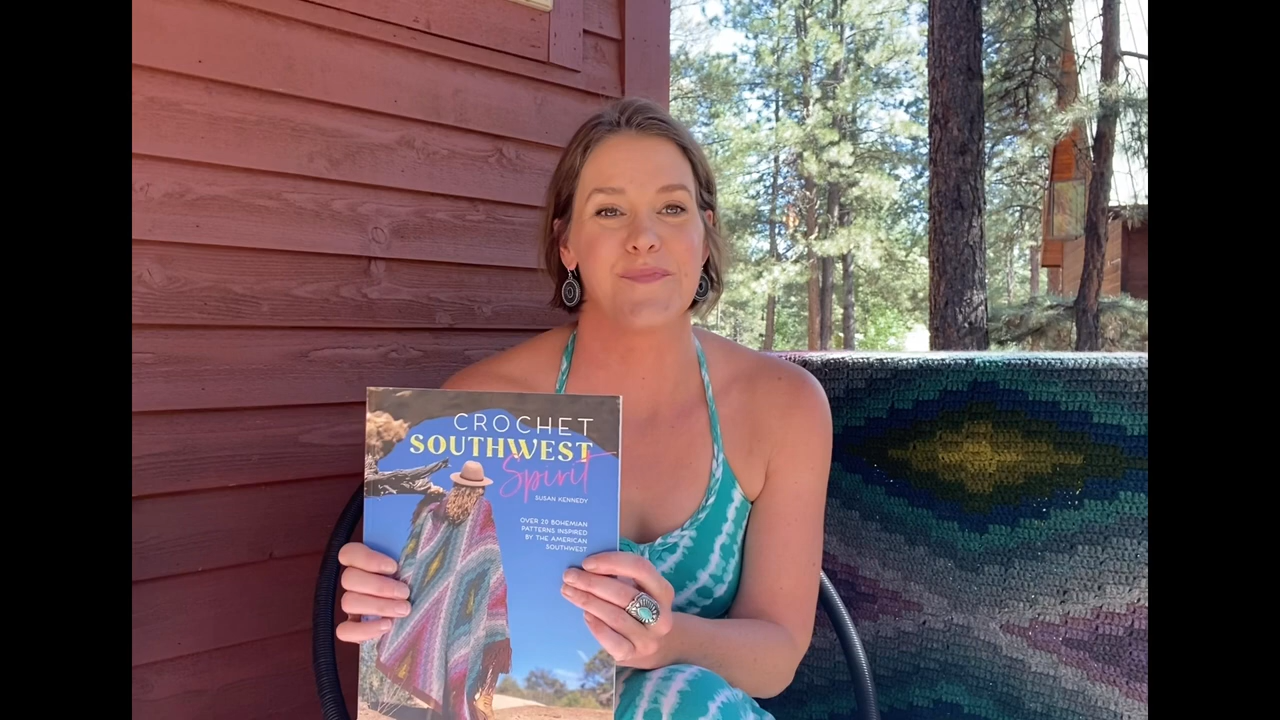 CROCHET
SOUTHWEST
Spirit
SUSAN KENNEDY
OVER 20 BOHEMIAN
PATTERNS INSPIRED
BY THE AMERICAN
SOUTHWEST